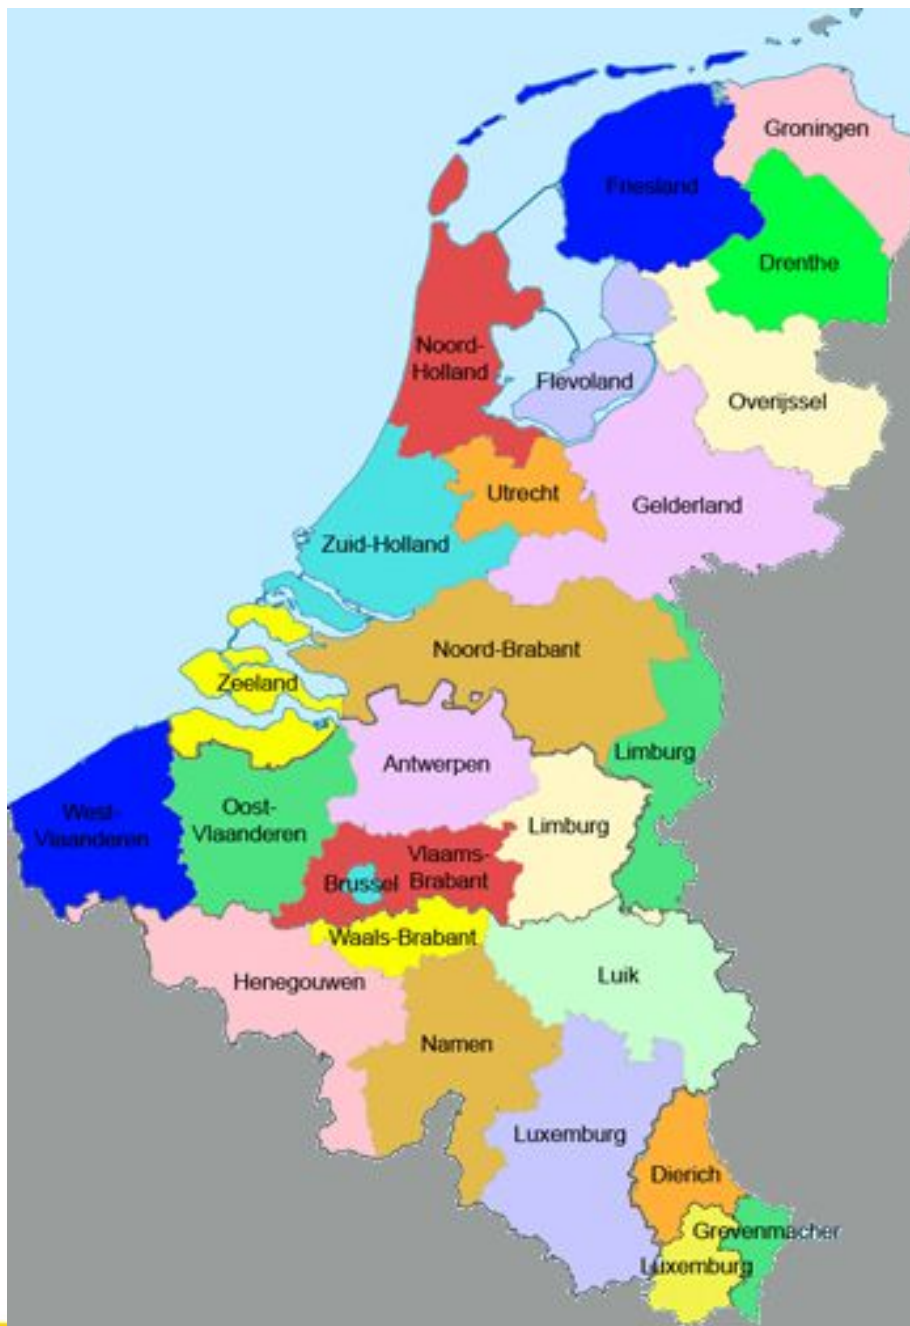 Groningen
Friesland
Drenthe
Noord-
Holland
Flevoland
Overijssel
Utrecht
Gelderland
Zuid-Holland
Noord-Brabant
Zeeland
Limburg
Antwerpen
West-
Vlaanderen
Oost-
Vlaanderen
Limburg
Vlaams-
Brabant
Brussel
Waals-Brabant
Henegouwen
Luik
Namen
Luxemburg
Dierich
Grevenmacher
Luxemburg